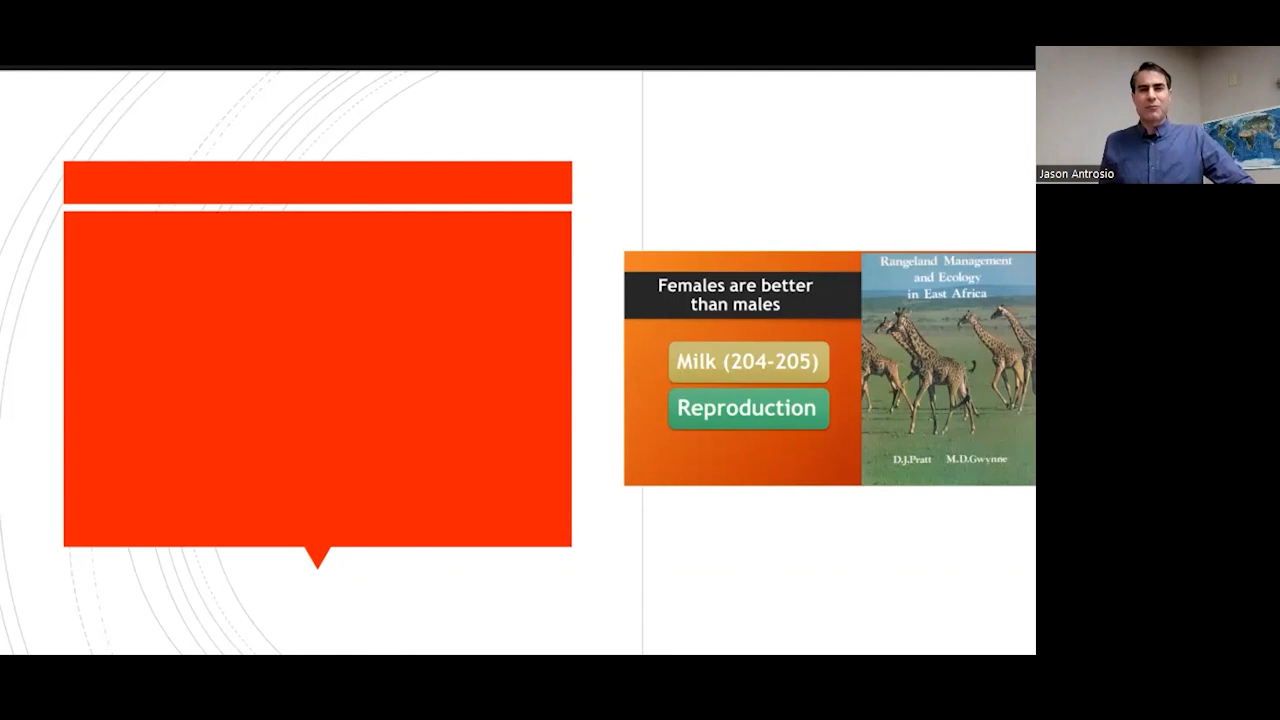 Jason Antrosio
Females are better
than males
Milk (204-205)
Reproduction
Rangeland Management
and Ecology
in East Africa
D.J.Pratt M.D.Gwynne